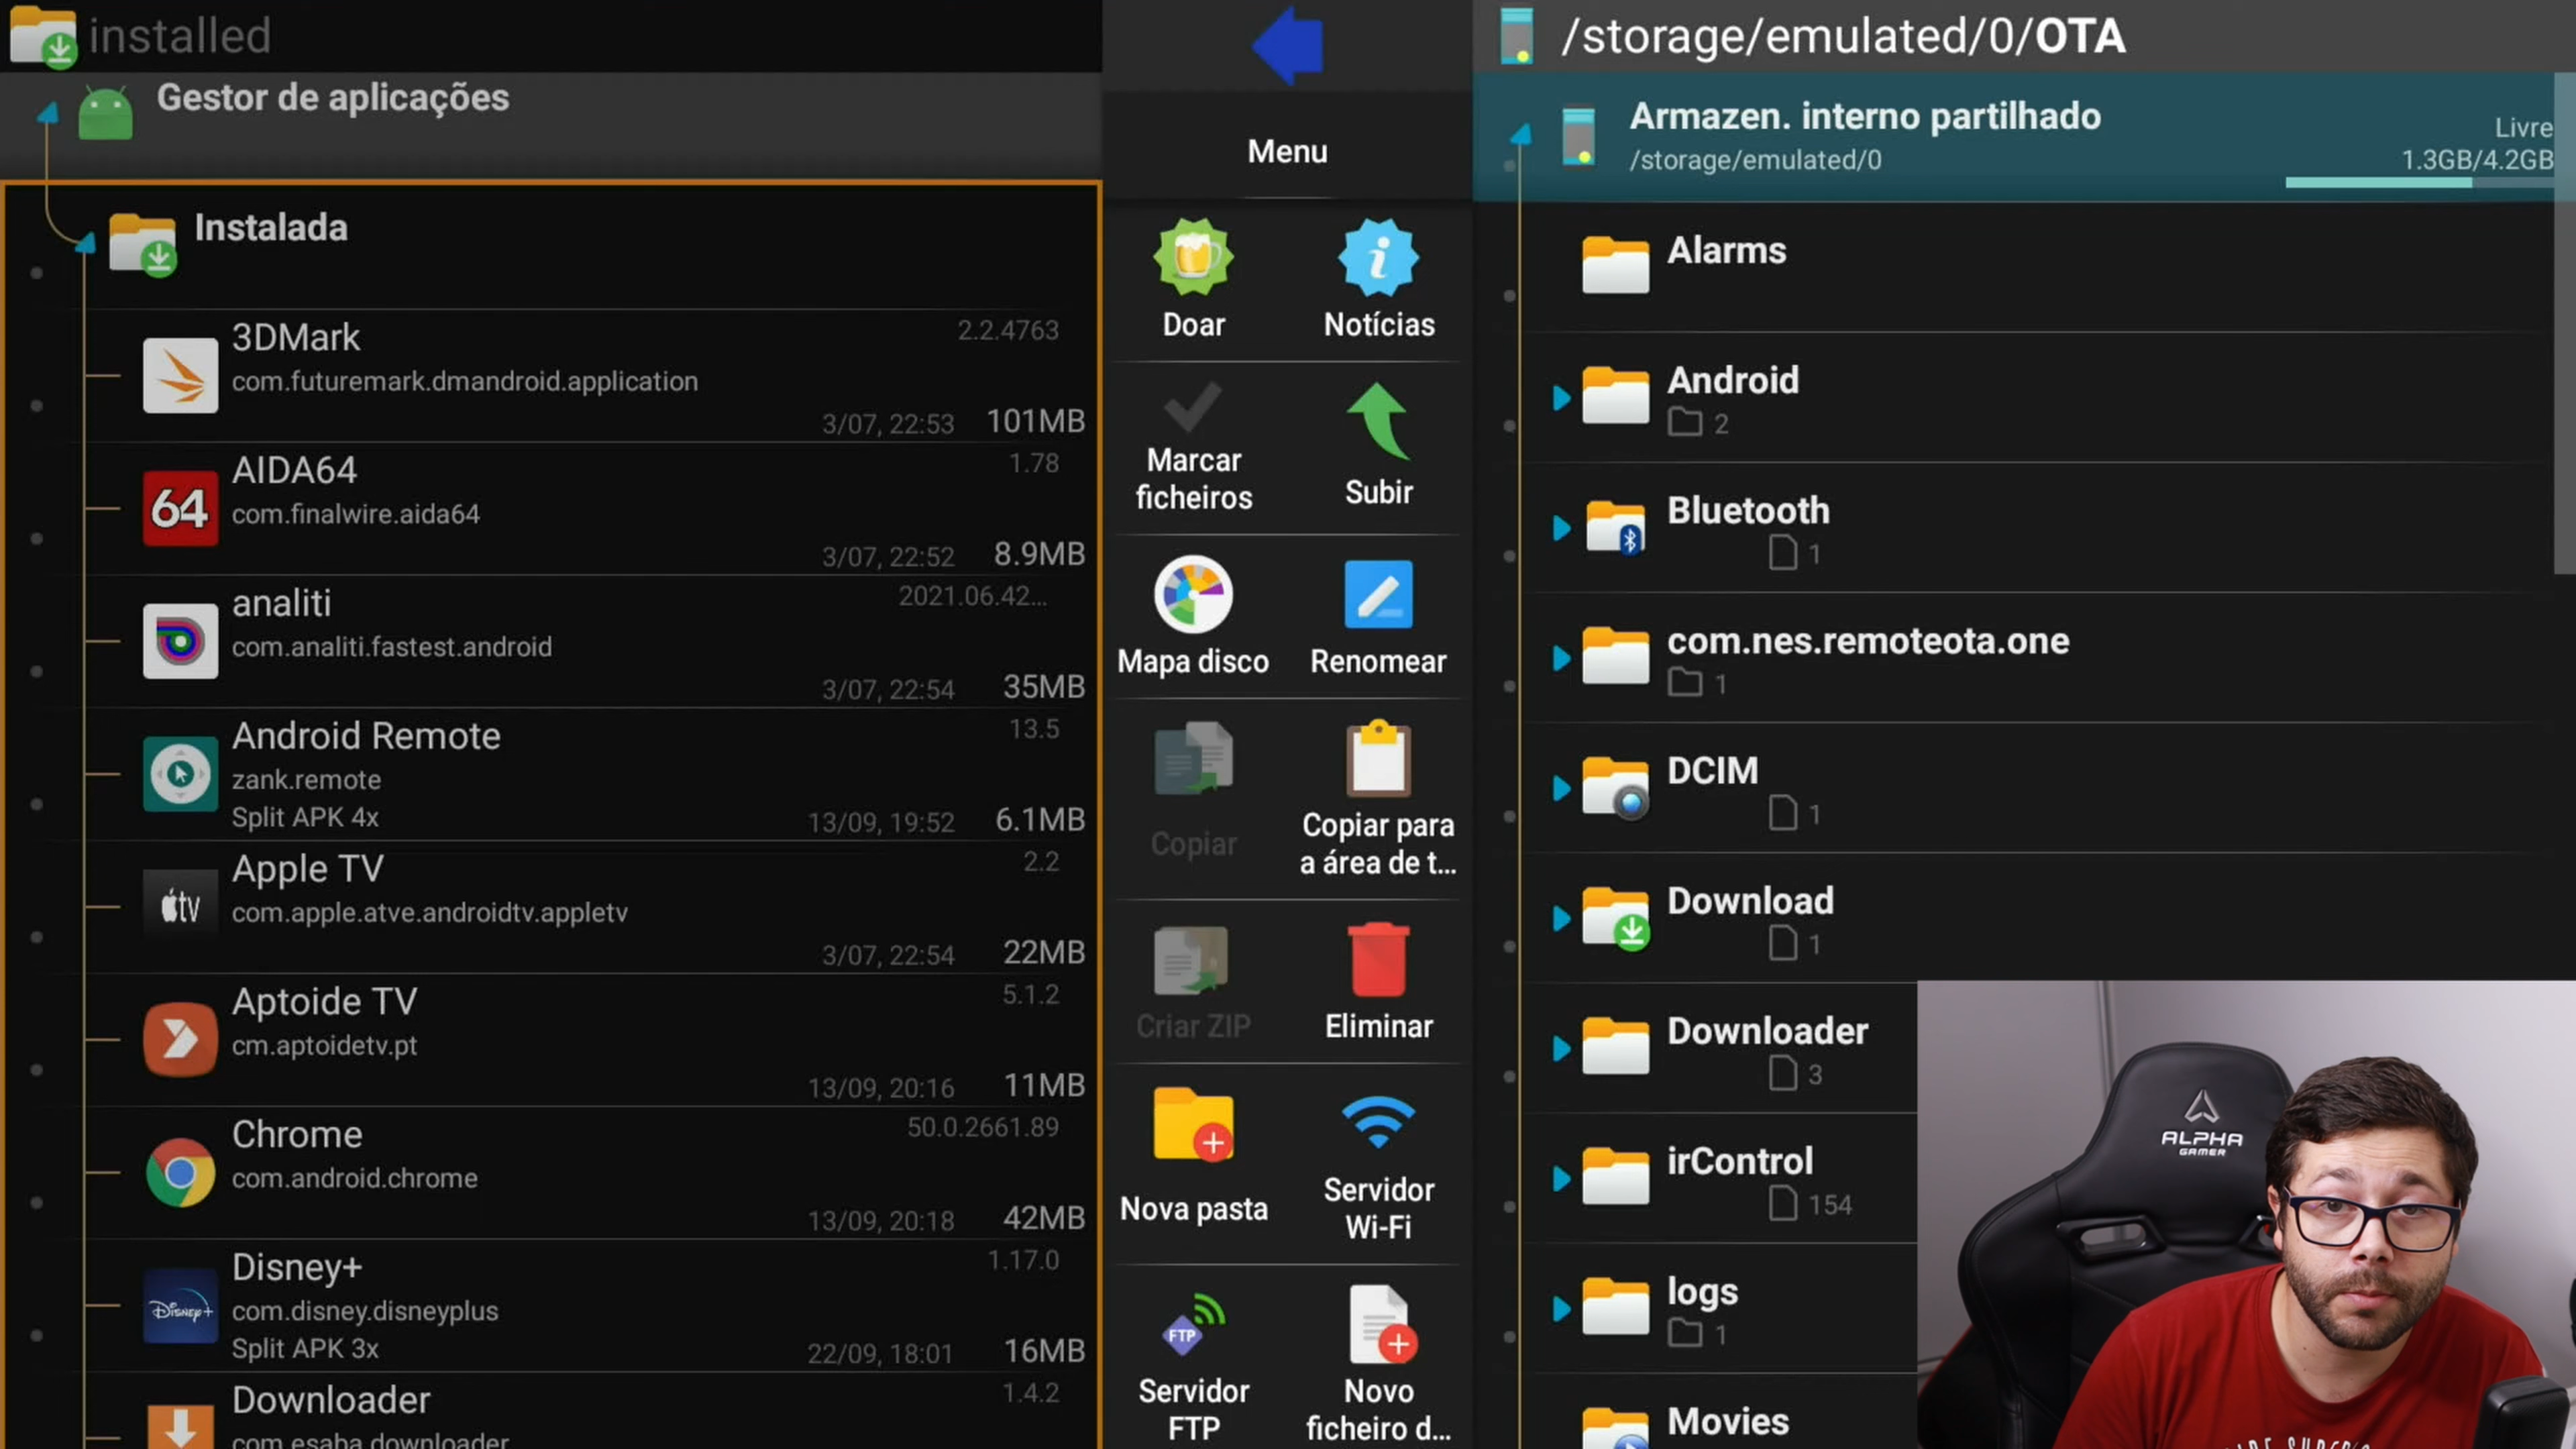 installed
Gestor de aplicações
Instalada
3DMark
2.2.4763
com.futuremark.dmandroid.application
3/07, 22:53
101MB
AIDA64
1.78
64
com.finalwire.aida64
3/07, 22:52
8.9MB
analiti
2021.06.42...
com.analiti.fastest.android
3/07, 22:54
35MB
Android Remote
13.5
zank.remote
Split APK 4x
13/09, 19:52
6.1MB
Apple TV
2.2
tv
com.apple.atve.androidtv.appletv
3/07, 22:54
22MB
Aptoide TV
5.1.2
cm.aptoidetv.pt
13/09, 20:16
11MB
Chrome
50.0.2661.89
com.android.chrome
13/09, 20:18
42MB
Disney+
1.17.0
Disney+
com.disney.disneyplus
Split APK 3x
22/09, 18:01
16MB
Downloader
1.4.2
com.esaba.downloader
Menu
Doar
Notícias
Marcar
ficheiros
Subir
Mapa disco
Renomear
Copiar
Copiar para
a área de t...
Criar ZIP
Eliminar
Nova pasta
Servidor
Wi-Fi
FTP
Servidor
FTP
Novo
ficheiro d...
/storage/emulated/0/OTA
Armazen. interno partilhado
/storage/emulated/0
Livre
1.3GB/4.2GB
Alarms
Android
2
Bluetooth
1
com.nes.remoteota.one
1
DCIM
1
Download
1
Downloader
3
irControl
154
logs
1
Movies
ALPHA
GAMER